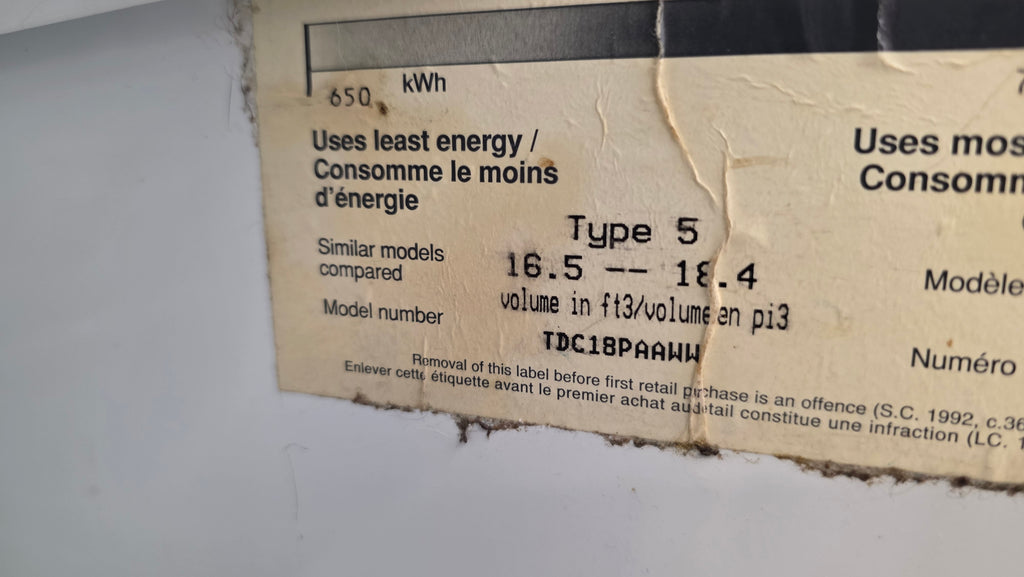 650 kWh
Uses least energy /
Consomme le moins
d'énergie
Uses
Type 5
Similar models
compared
16.5 -- 18.4
Modèle
volume in ft3/volume en pi3
Model number
TDC18PAAWW
Numéro
Removal of this label before first retail purchase is an offence (S.C. 1992, c.36
Enlever cette étiquette avant le premier achat au détail constitue une infraction (LC.